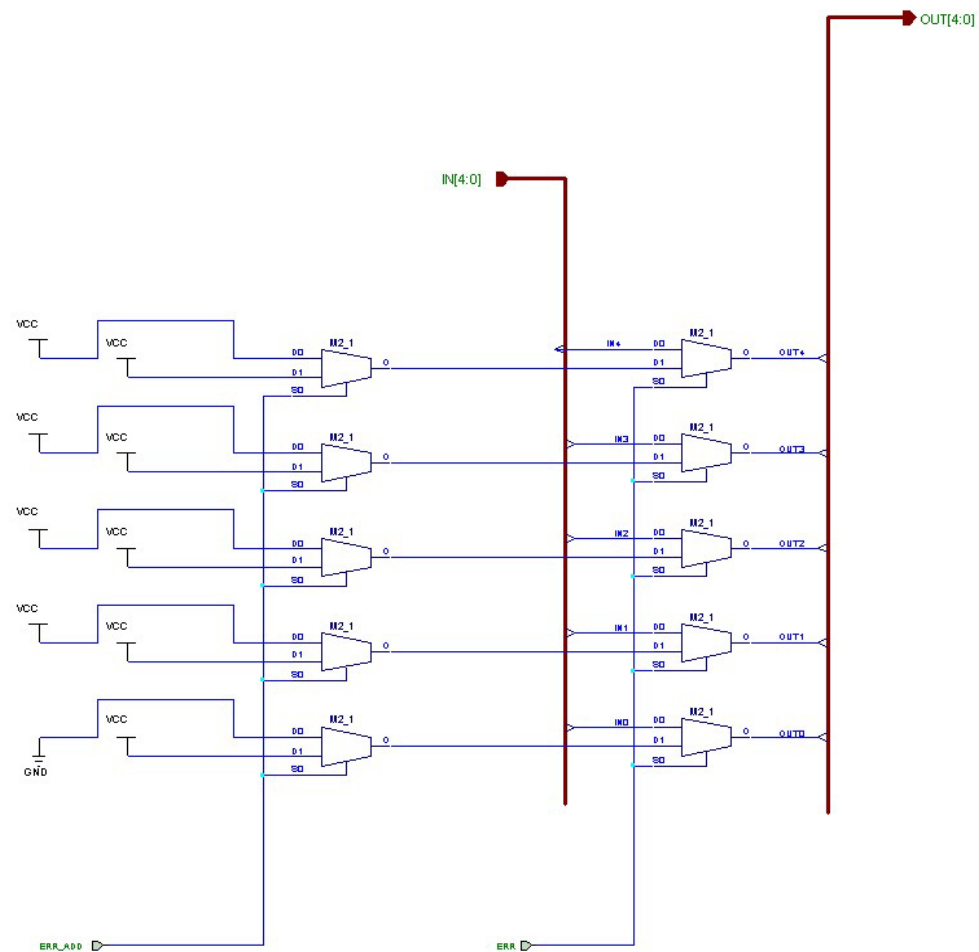 OUT[4:0]
IN[4:0]
VCC
VCC
M2_1
D0
D1
S0
O
IN4
M2_1
D0
D1
S0
O
OUT4
VCC
VCC
M2_1
D0
D1
S0
O
IN3
M2_1
D0
D1
S0
O
OUT3
VCC
VCC
M2_1
D0
D1
S0
O
IN2
M2_1
D0
D1
S0
O
OUT2
VCC
VCC
M2_1
D0
D1
S0
O
IN1
M2_1
D0
D1
S0
O
OUT1
GND
VCC
M2_1
D0
D1
S0
O
IN0
M2_1
D0
D1
S0
O
OUT0
ERR_ADD
ERR